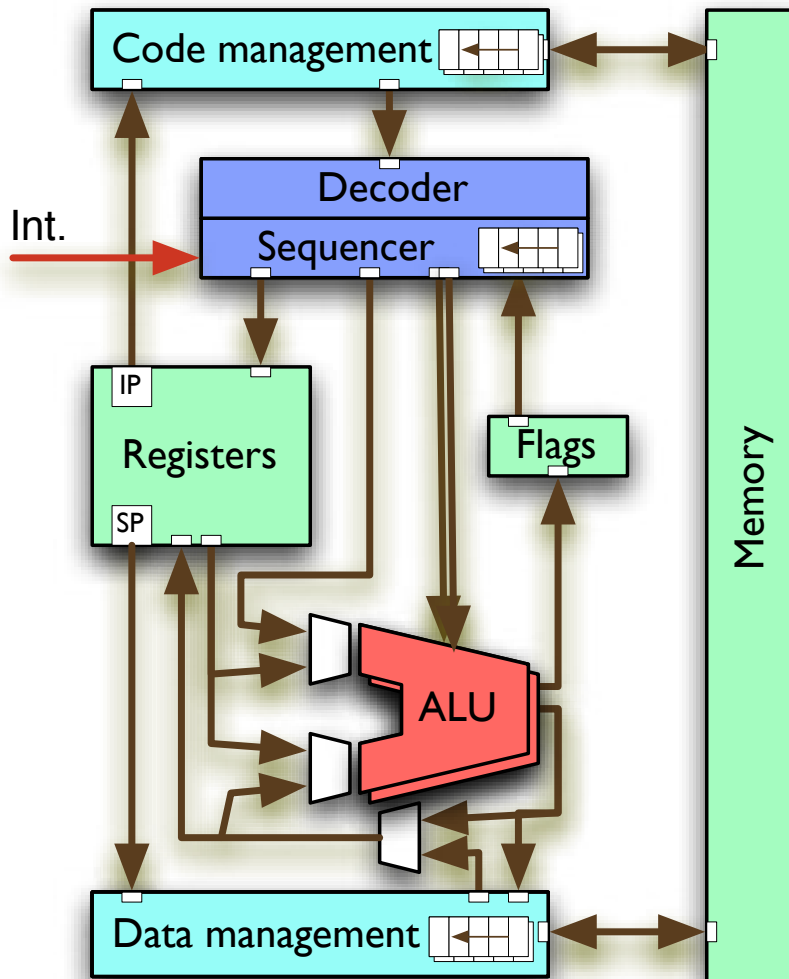 Code management
Decoder
Int.
Sequencer
IP
Registers
Flags
SP
Memory
ALU
Data management